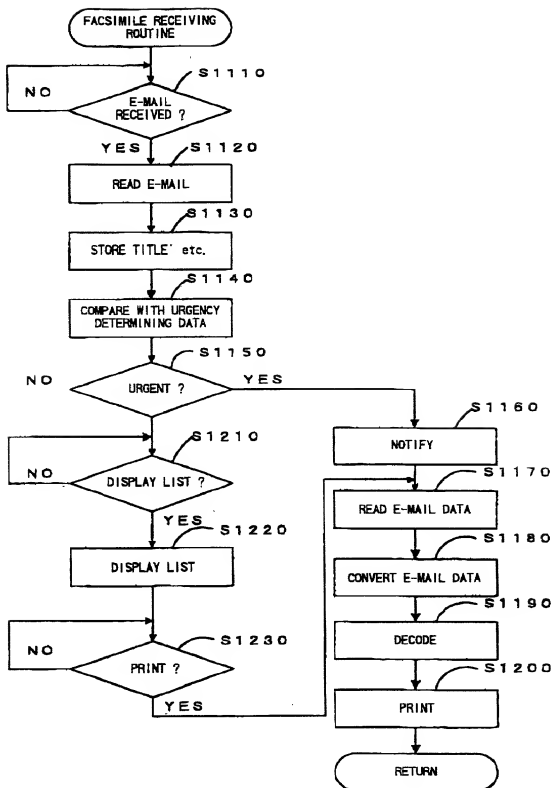 FACSIMILE RECEIVING
ROUTINE
S1110
NO
E-MAIL
RECEIVED ?
YES
S1120
READ E-MAIL
S1130
STORE TITLE' etc.
S1140
COMPARE WITH URGENCY
DETERMINING DATA
S1150
NO
URGENT ?
YES
S1210
NO
DISPLAY LIST ?
YES
S1220
DISPLAY LIST
S1230
NO
PRINT ?
YES
S1160
NOTIFY
S1170
READ E-MAIL DATA
S1180
CONVERT E-MAIL DATA
S1190
DECODE
S1200
PRINT
RETURN